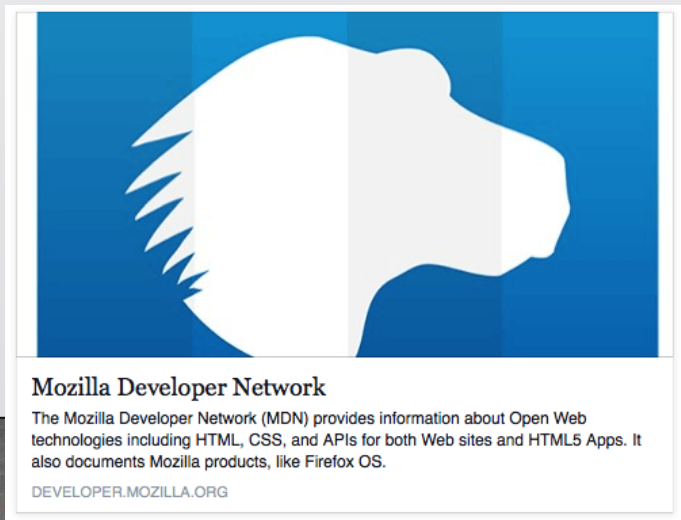 Mozilla Developer Network
The Mozilla Developer Network (MDN) provides information about Open Web
technologies including HTML, CSS, and APIs for both Web sites and HTML5 Apps. It
also documents Mozilla products, like Firefox OS.
DEVELOPER.MOZILLA.ORG